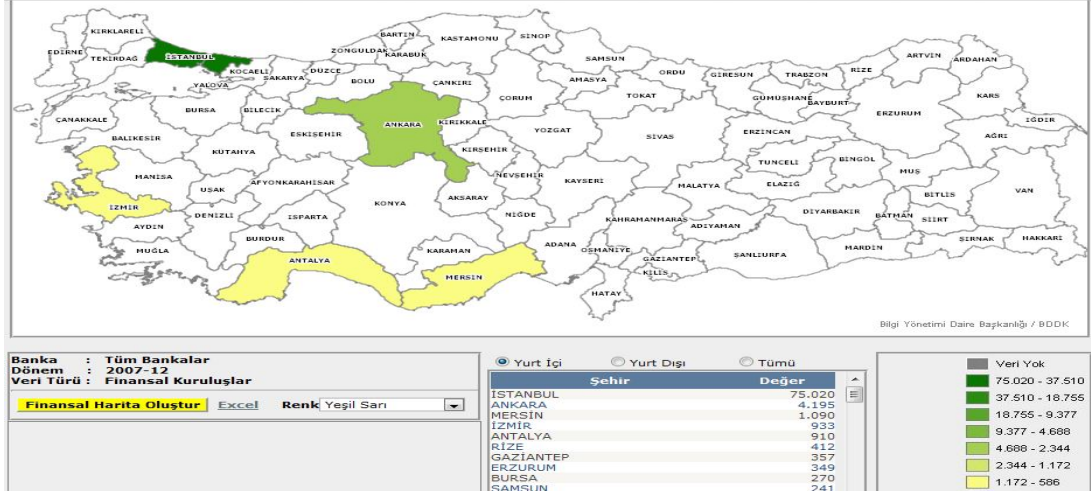 KIRKLARELİ
EDİRNE
TEKİRDAĞ
İSTANBUL
KOCAELİ
YALOVA
SAKARYA
DÜZCE
ZONGULDAK
BARTIN
KARABÜK
KASTAMONU
SİNOP
SAMSUN
ORDU
GİRESUN
TRABZON
RİZE
ARTVİN
ARDAHAN
BOLU
ÇANKIRI
ÇORUM
AMASYA
TOKAT
GÜMÜŞHANE
BAYBURT
ERZURUM
KARS
IĞDIR
AĞRI
ÇANAKKALE
BURSA
BİLECİK
BALIKESİR
ESKİŞEHİR
ANKARA
KIRIKKALE
KIRŞEHİR
YOZGAT
SİVAS
ERZİNCAN
TUNCELİ
BİNGÖL
MUŞ
KÜTAHYA
MANİSA
UŞAK
AFYONKARAHİSAR
NEVŞEHİR
KAYSERİ
MALATYA
ELAZIĞ
BİTLİS
VAN
İZMİR
AYDIN
DENİZLİ
ISPARTA
KONYA
AKSARAY
NİĞDE
KAHRAMANMARAŞ
ADIYAMAN
DİYARBAKIR
BATMAN
SİİRT
ŞIRNAK
HAKKARİ
MUĞLA
BURDUR
ANTALYA
KARAMAN
MERSİN
ADANA
OSMANİYE
GAZİANTEP
KİLİS
ŞANLIURFA
MARDİN
HATAY
Bilgi Yönetimi Daire Başkanlığı / BDDK
Banka : Tüm Bankalar
Dönem : 2007-12
Veri Türü : Finansal Kuruluşlar
Finansal Harita Oluştur Excel Renk Yeşil Sarı
Yurt İçi Yurt Dışı Tümü
Şehir Değer
İSTANBUL 75.020
ANKARA 4.195
MERSİN 1.090
İZMİR 933
ANTALYA 910
RİZE 412
GAZİANTEP 357
ERZURUM 349
BURSA 270
SAMSUN 241
Veri Yok
75.020 - 37.510
37.510 - 18.755
18.755 - 9.377
9.377 - 4.688
4.688 - 2.344
2.344 - 1.172
1.172 - 586